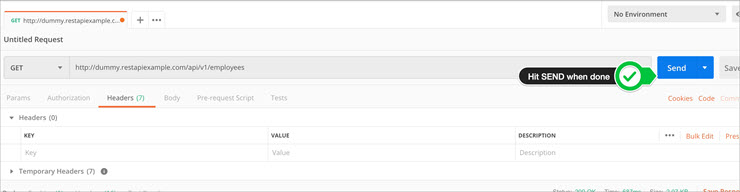 GET http://dummy.restapiexample.c... + ••• No Environment
Untitled Request
GET http://dummy.restapiexample.com/api/v1/employees Hit SEND when done Send Save
Params Authorization Headers (7) Body Pre-request Script Tests Cookies Code
Headers (0)
KEY VALUE DESCRIPTION ••• Bulk Edit Pres
Key Value Description
Temporary Headers (7)